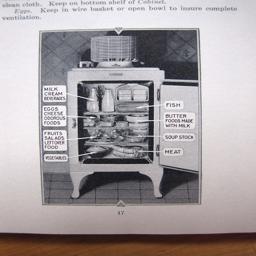 clean cloth. Keep on bottom shelf of Cabinet.
Eggs. Keep in wire basket or open bowl to insure complete
ventilation.
MILK
CREAM
BEVERAGES
EGGS
CHEESE
ODOROUS
FOODS
FRUITS
SALADS
LEFTOVER
FOOD
VEGETABLES
FISH
BUTTER
FOODS MADE
WITH MILK
SOUP STOCK
MEAT
17